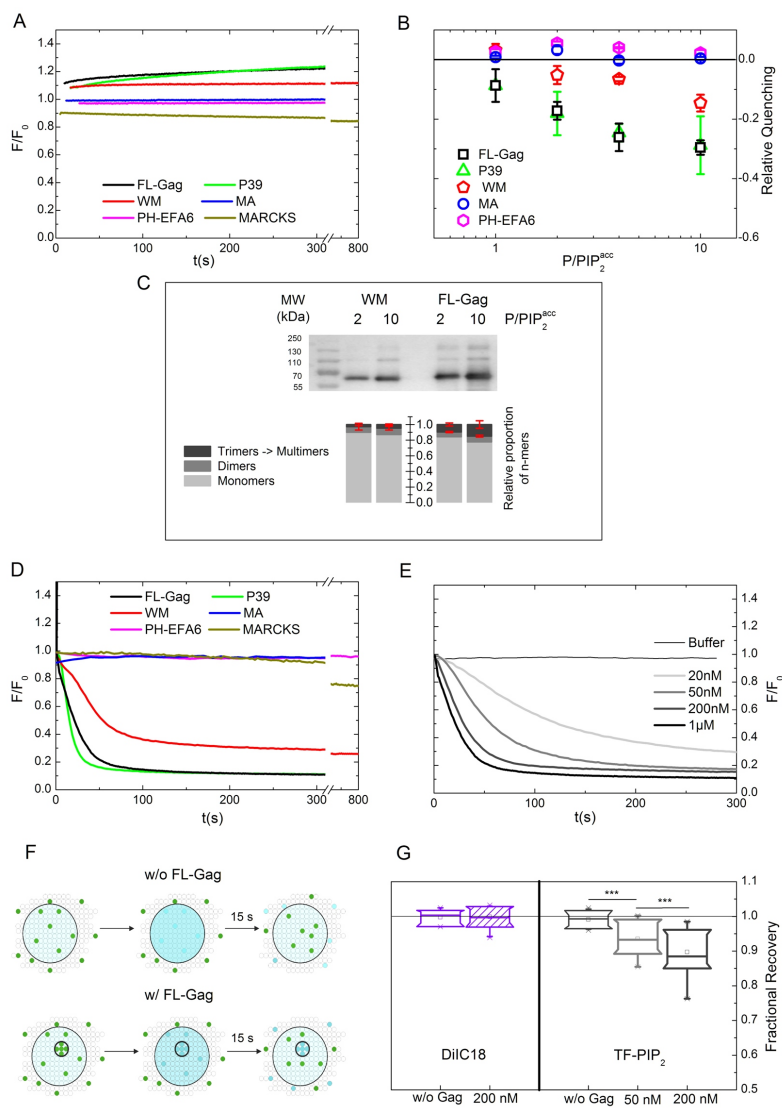 A
F/F0
1.4
1.2
1.0
0.8
0.6
0.4
0.2
0.0
FL-Gag P39
WM MA
PH-EFA6 MARCKS
0 100 200 300 800
t(s)
B
0.0
-0.2
-0.4
-0.6
Relative Quenching
FL-Gag
P39
WM
MA
PH-EFA6
1 10
P/PIP2acc
C
MW (kDa)
WM FL-Gag
2 10 2 10 P/PIP2acc
250
130
110
70
55
Trimers -> Multimers
Dimers
Monomers
1.0
0.8
0.6
0.4
0.2
0.0
Relative proportion of n-mers
D
F/F0
1.4
1.2
1.0
0.8
0.6
0.4
0.2
0.0
FL-Gag P39
WM MA
PH-EFA6 MARCKS
0 100 200 300 800
t(s)
E
1.4
1.2
1.0
0.8
0.6
0.4
0.2
0.0
F/F0
Buffer
20nM
50nM
200nM
1µM
0 100 200 300
t(s)
F
w/o FL-Gag
15 s
w/ FL-Gag
15 s
G
1.1
1.0
0.9
0.8
0.7
0.6
0.5
Fractional Recovery
*** ***
DiIC18 TF-PIP2
w/o Gag 200 nM w/o Gag 50 nM 200 nM